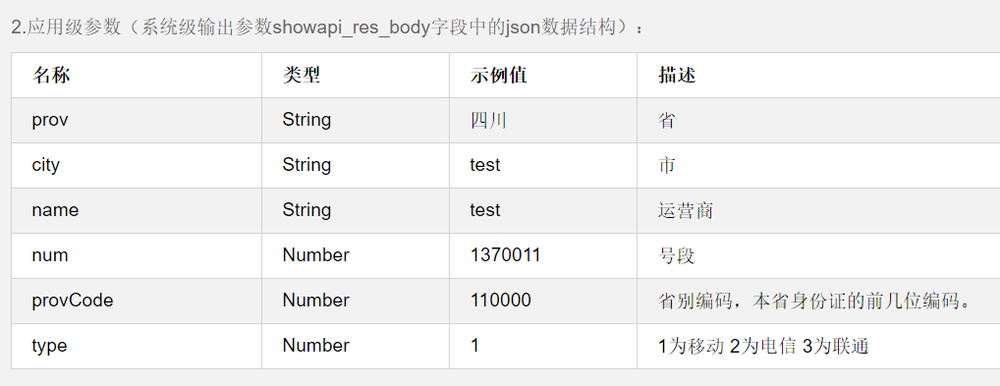 2.应用级参数（系统级输出参数showapi_res_body字段中的json数据结构）：
名称 类型 示例值 描述
prov String 四川 省
city String test 市
name String test 运营商
num Number 1370011 号段
provCode Number 110000 省别编码，本省身份证的前几位编码。
type Number 1 1为移动 2为电信 3为联通